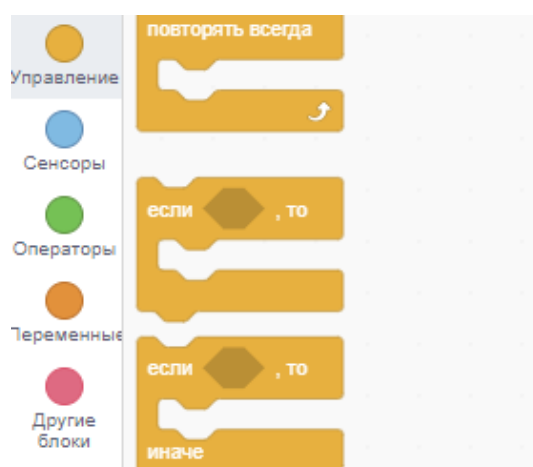 повторять всегда
Управление
Сенсоры
если , то
Операторы
Переменные
если , то
Другие
блоки
иначе